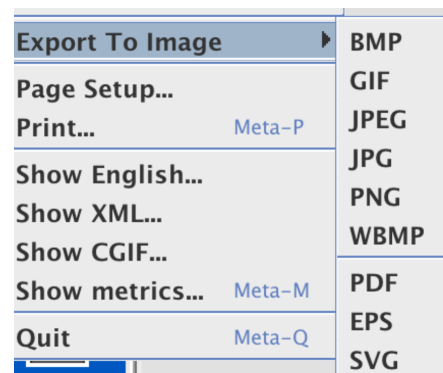 Export To Image
Page Setup...
Print... Meta-P
Show English...
Show XML...
Show CGIF...
Show metrics... Meta-M
Quit Meta-Q
BMP
GIF
JPEG
JPG
PNG
WBMP
PDF
EPS
SVG